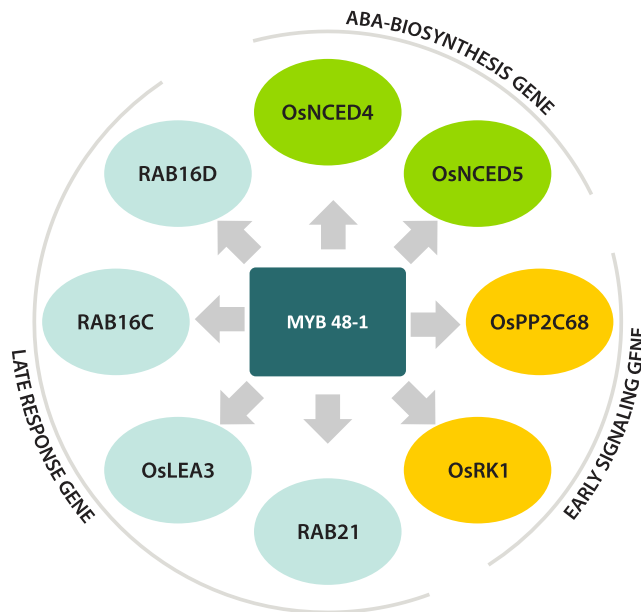 ABA-BIOSYNTHESIS GENE
OsNCED4
RAB16D
OsNCED5
RAB16C
MYB 48-1
OsPP2C68
LATE RESPONSE GENE
EARLY SIGNALING GENE
OsLEA3
OsRK1
RAB21